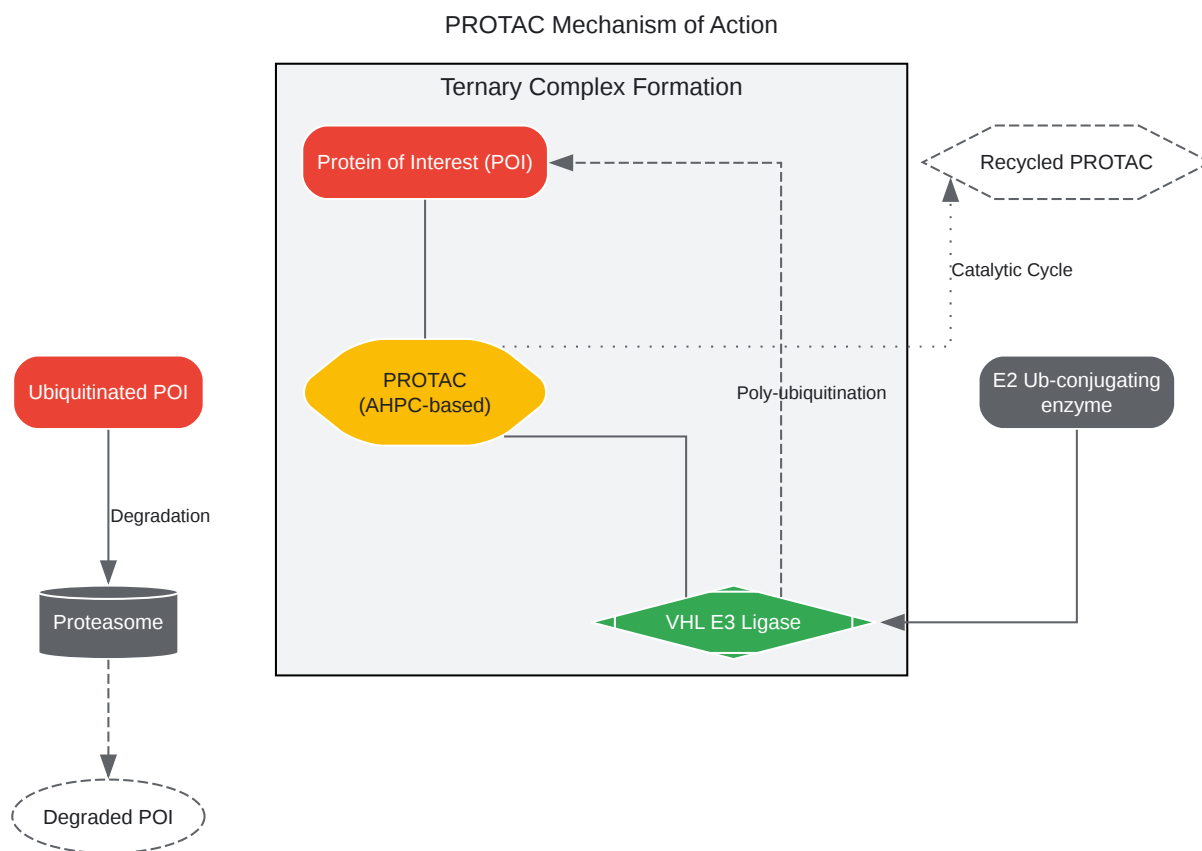 PROTAC Mechanism of Action
Ternary Complex Formation
Protein of Interest (POI)
Recycled PROTAC
Catalytic Cycle
Ubiquitinated POI
PROTAC
(AHPC-based)
Poly-ubiquitination
E2 Ub-conjugating
enzyme
Degradation
Proteasome
VHL E3 Ligase
Degraded POI